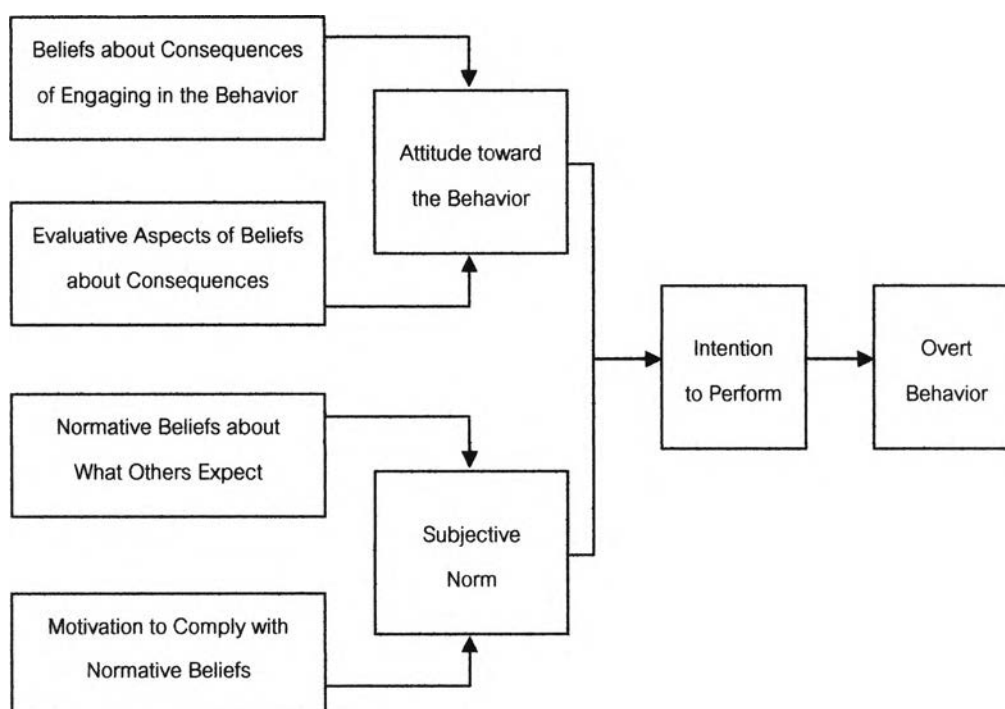 Beliefs about Consequences
of Engaging in the Behavior
Attitude toward
the Behavior
Evaluative Aspects of Beliefs
about Consequences
Intention
to Perform
Overt
Behavior
Normative Beliefs about
What Others Expect
Subjective
Norm
Motivation to Comply with
Normative Beliefs